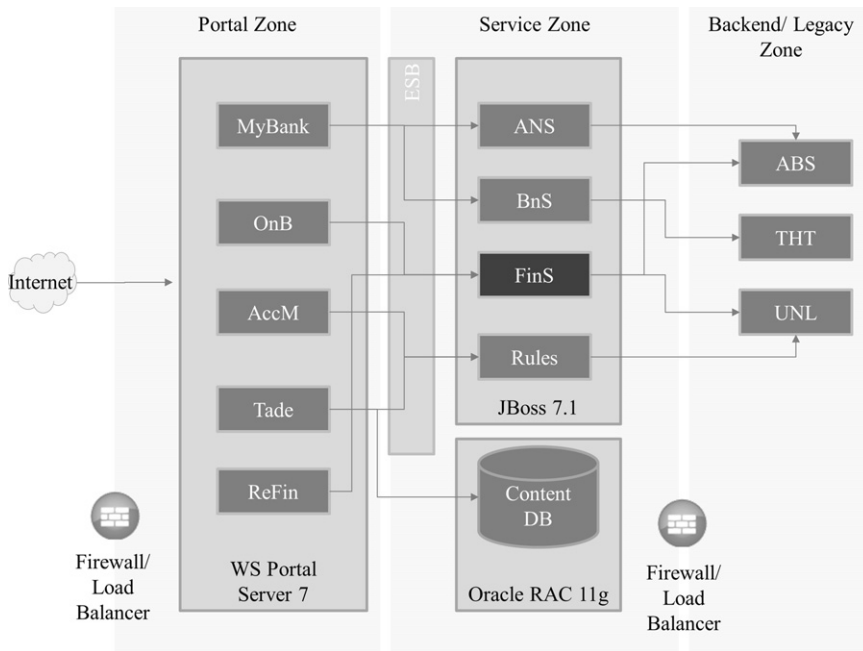 Portal Zone
Service Zone
Backend/ Legacy
Zone
ESB
MyBank
ANS
ABS
OnB
BnS
THT
Internet
FinS
AccM
UNL
Rules
Tade
JBoss 7.1
ReFin
Content
DB
Firewall/
Load
Balancer
WS Portal
Server 7
Oracle RAC 11g
Firewall/
Load
Balancer